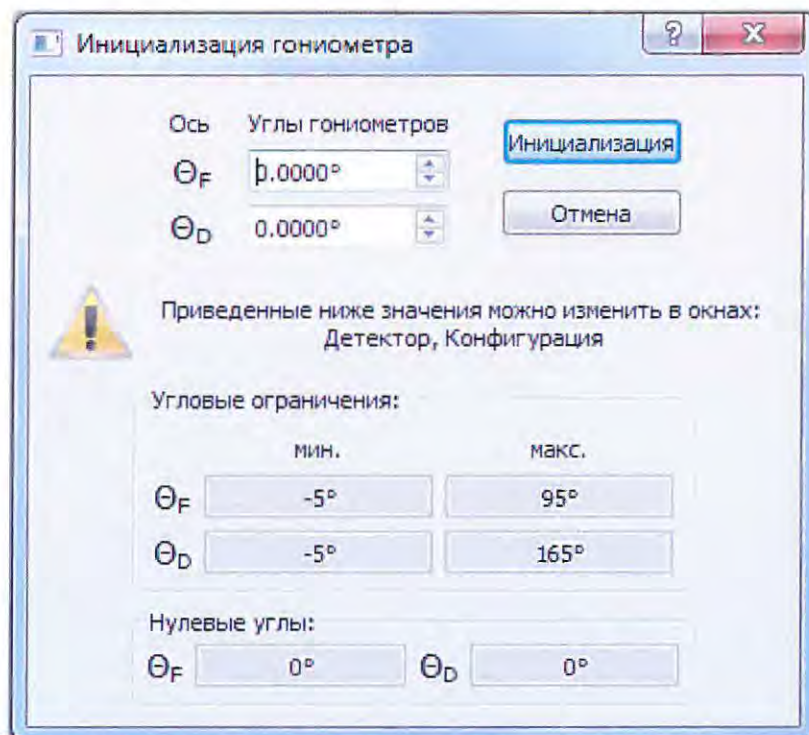 Инициализация гониометра
Ось Углы гониометров
ΘF 0.0000° Инициализация
ΘD 0.0000° Отмена
Приведенные ниже значения можно изменить в окнах:
Детектор, Конфигурация
Угловые ограничения:
мин. макс.
ΘF -5° 95°
ΘD -5° 165°
Нулевые углы:
ΘF 0° ΘD 0°